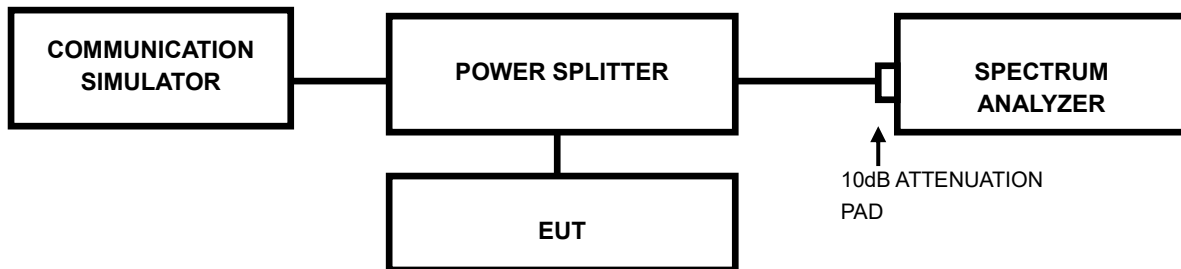 COMMUNICATION
SIMULATOR
POWER SPLITTER
SPECTRUM
ANALYZER
10dB ATTENUATION
PAD
EUT